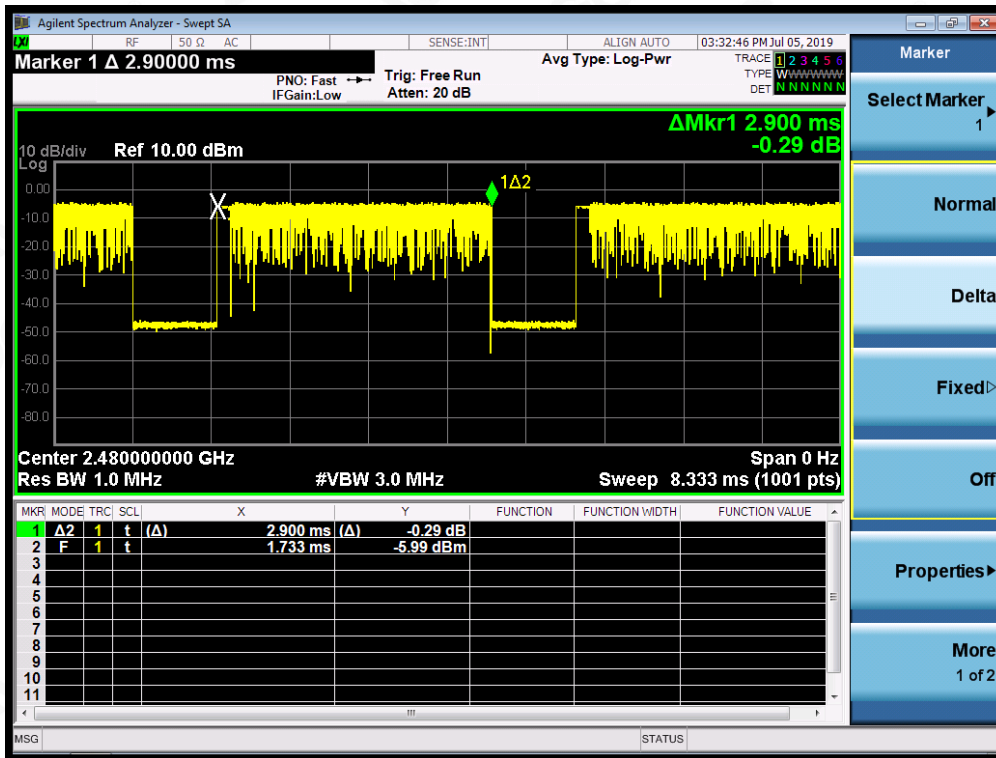 Agilent Spectrum Analyzer - Swept SA
LXI RF 50 Ω AC SENSE:INT ALIGN AUTO 03:32:46 PM Jul 05, 2019
Marker 1 Δ 2.90000 ms
PNO: Fast
IFGain:Low
Trig: Free Run
Atten: 20 dB
Avg Type: Log-Pwr
TRACE 1 2 3 4 5 6
TYPE WWWWWWW
DET N N N N N N
ΔMkr1 2.900 ms
-0.29 dB
10 dB/div Ref 10.00 dBm
Log
0.00
-10.0
-20.0
-30.0
-40.0
-50.0
-60.0
-70.0
-80.0
1Δ2
Center 2.480000000 GHz Span 0 Hz
Res BW 1.0 MHz #VBW 3.0 MHz Sweep 8.333 ms (1001 pts)
MKR MODE TRC SCL X Y FUNCTION FUNCTION WIDTH FUNCTION VALUE
1 Δ2 1 t (Δ) 2.900 ms (Δ) -0.29 dB
2 F 1 t 1.733 ms -5.99 dBm
3
4
5
6
7
8
9
10
11
MSG STATUS
Marker
Select Marker
1
Normal
Delta
Fixed
Off
Properties
More
1 of 2